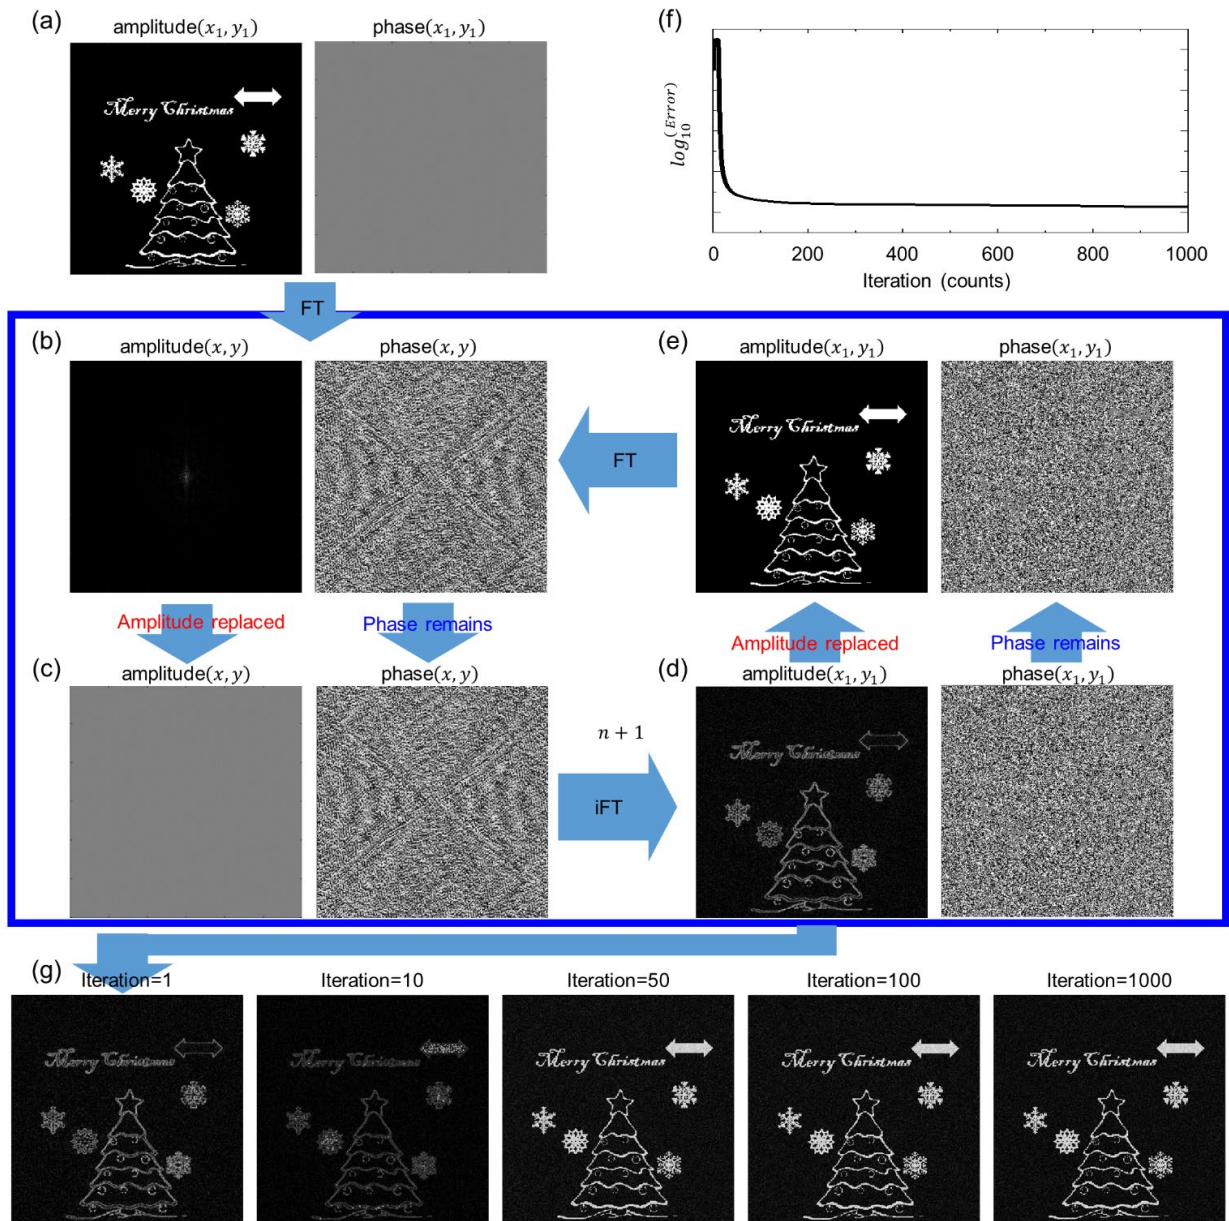 (a)
amplitude(x₁, y₁)
phase(x₁, y₁)
Merry Christmas
(f)
log₁₀(Error)
0 200 400 600 800 1000
Iteration (counts)
FT
(b)
amplitude(x, y)
phase(x, y)
(e)
amplitude(x₁, y₁)
phase(x₁, y₁)
Merry Christmas
FT
Amplitude replaced
Phase remains
Amplitude replaced
Phase remains
(c)
amplitude(x, y)
phase(x, y)
(d)
amplitude(x₁, y₁)
phase(x₁, y₁)
Merry Christmas
n + 1
iFT
(g)
Iteration=1
Iteration=10
Iteration=50
Iteration=100
Iteration=1000
Merry Christmas
Merry Christmas
Merry Christmas
Merry Christmas
Merry Christmas